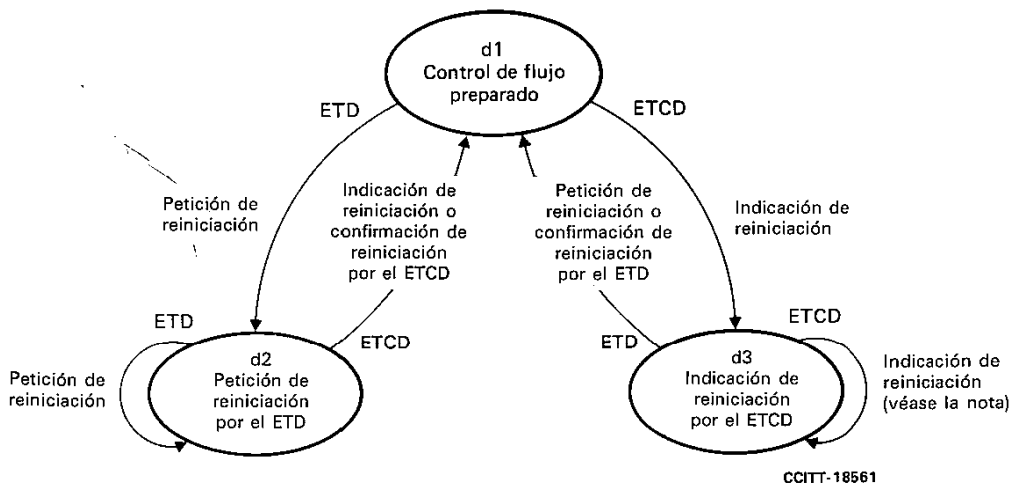 d1
Control de flujo
preparado
ETD
ETCD
Petición de
reiniciación
Indicación de
reiniciación o
confirmación de
reiniciación
por el ETCD
Petición de
reiniciación o
confirmación de
reiniciación
por el ETD
Indicación de
reiniciación
ETD
ETCD
ETD
ETCD
Petición de
reiniciación
d2
Petición de
reiniciación
por el ETD
d3
Indicación de
reiniciación
por el ETCD
Indicación de
reiniciación
(véase la nota)
CCITT-18561